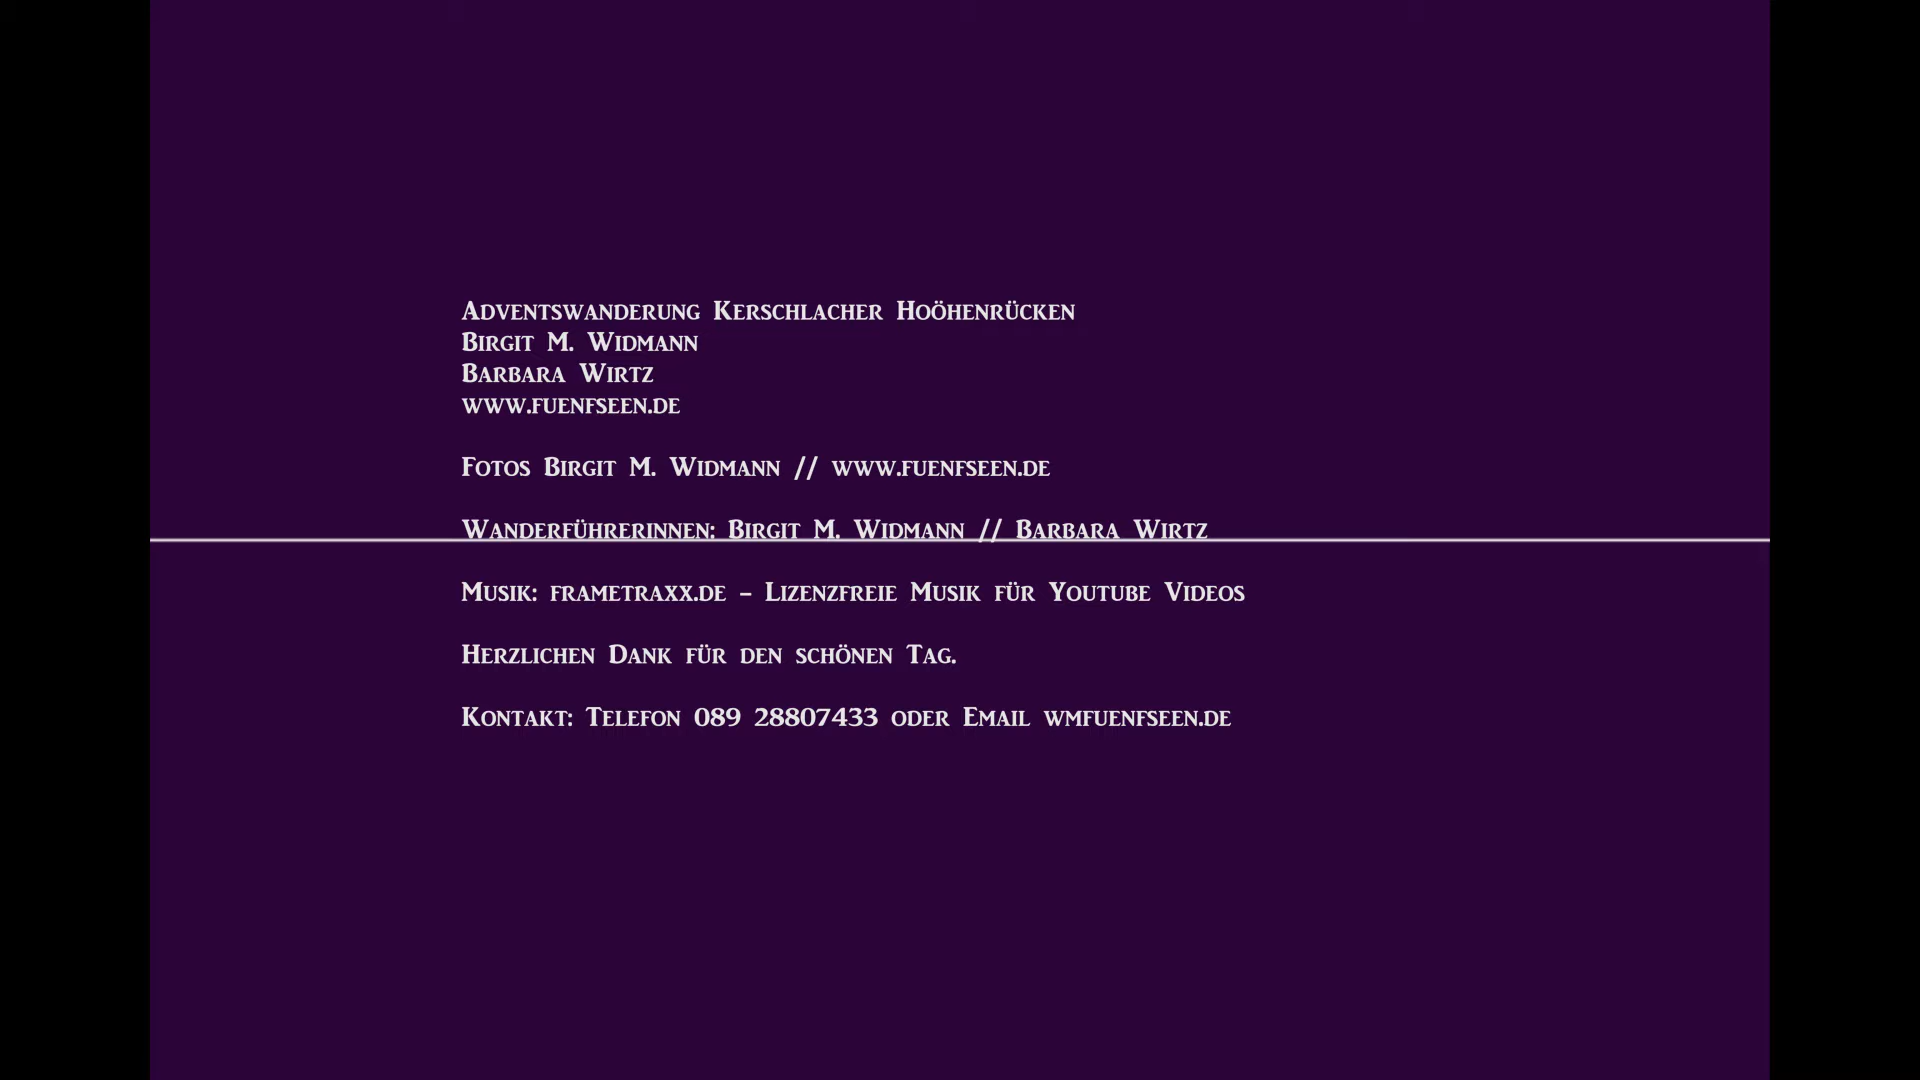 Adventswanderung Kerschlacher Hoöhenrücken
Birgit M. Widmann
Barbara Wirtz
www.fuenfseen.de
Fotos Birgit M. Widmann // www.fuenfseen.de
Wanderführerinnen: Birgit M. Widmann // Barbara Wirtz
Musik: frametraxx.de – Lizenzfreie Musik für Youtube Videos
Herzlichen Dank für den schönen Tag.
Kontakt: Telefon 089 28807433 oder Email wmfuenfseen.de